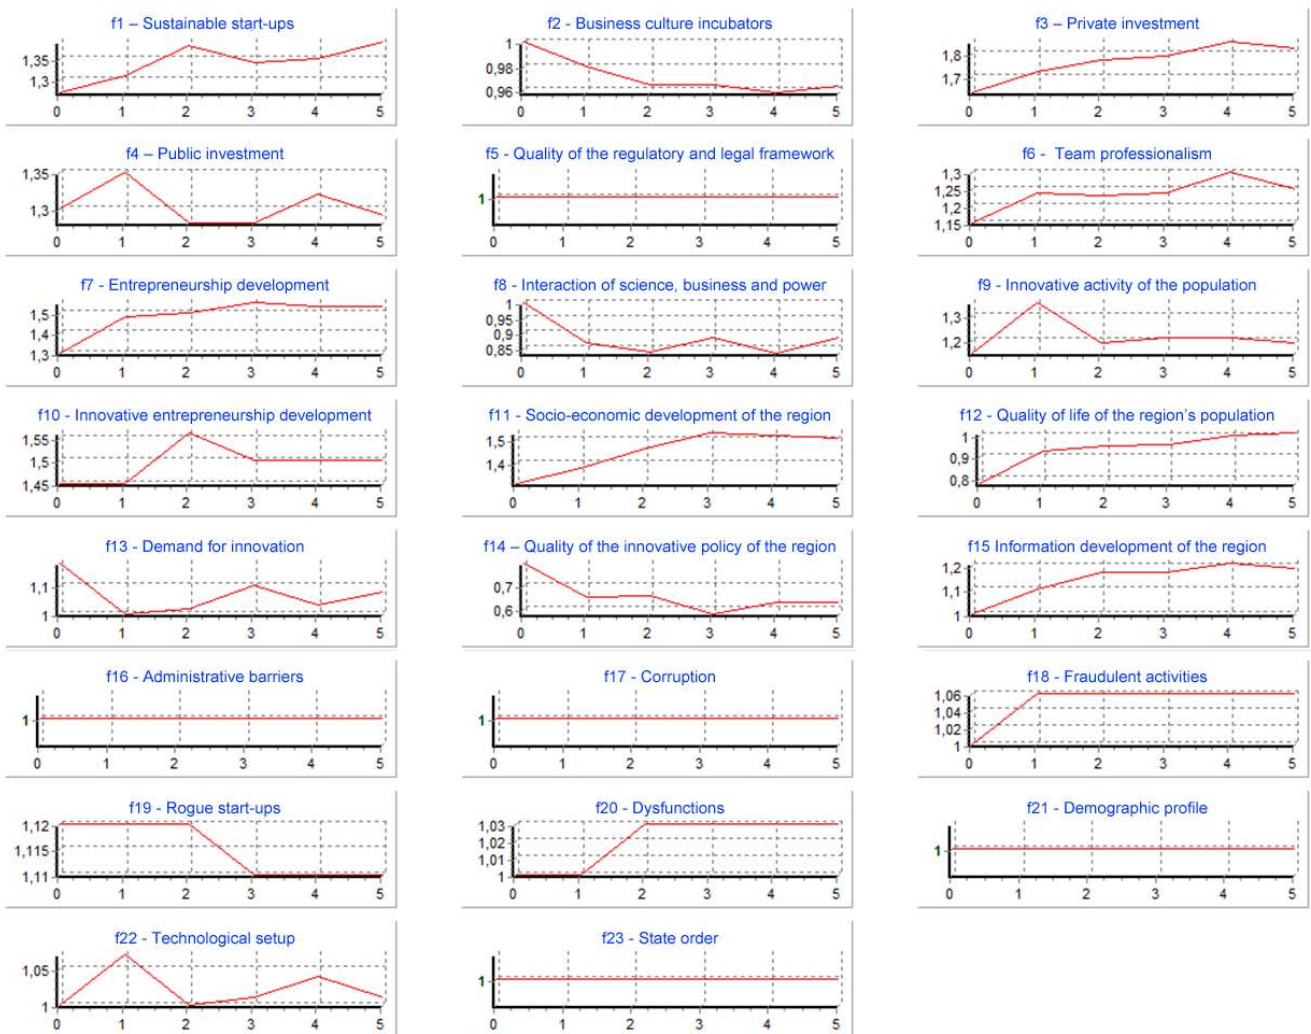 f1 – Sustainable start-ups
1,35
1,3
0 1 2 3 4 5
f2 - Business culture incubators
1
0,98
0,96
0 1 2 3 4 5
f3 – Private investment
1,8
1,7
0 1 2 3 4 5
f4 – Public investment
1,35
1,3
0 1 2 3 4 5
f5 - Quality of the regulatory and legal framework
1
0 1 2 3 4 5
f6 - Team professionalism
1,3
1,25
1,2
1,15
0 1 2 3 4 5
f7 - Entrepreneurship development
1,5
1,4
1,3
0 1 2 3 4 5
f8 - Interaction of science, business and power
1
0,95
0,9
0,85
0 1 2 3 4 5
f9 - Innovative activity of the population
1,3
1,2
0 1 2 3 4 5
f10 - Innovative entrepreneurship development
1,55
1,5
1,45
0 1 2 3 4 5
f11 - Socio-economic development of the region
1,5
1,4
0 1 2 3 4 5
f12 - Quality of life of the region's population
1
0,9
0,8
0 1 2 3 4 5
f13 - Demand for innovation
1,1
1
0 1 2 3 4 5
f14 – Quality of the innovative policy of the region
0,7
0,6
0 1 2 3 4 5
f15 Information development of the region
1,2
1,1
1
0 1 2 3 4 5
f16 - Administrative barriers
1
0 1 2 3 4 5
f17 - Corruption
1
0 1 2 3 4 5
f18 - Fraudulent activities
1,06
1,04
1,02
1
0 1 2 3 4 5
f19 - Rogue start-ups
1,12
1,115
1,111
0 1 2 3 4 5
f20 - Dysfunctions
1,03
1,02
1,01
1
0 1 2 3 4 5
f21 - Demographic profile
1
0 1 2 3 4 5
f22 - Technological setup
1,05
1
0 1 2 3 4 5
f23 - State order
1
0 1 2 3 4 5